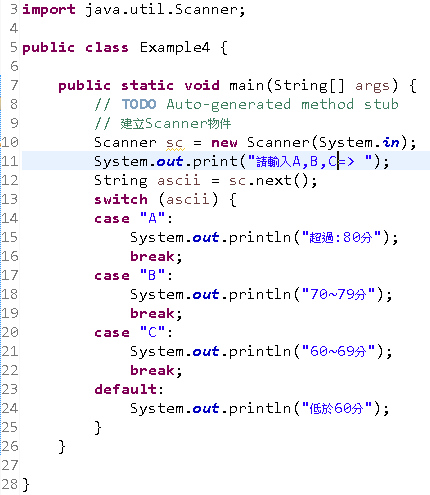 3 import java.util.Scanner;
4
5 public class Example4 {
6
7     public static void main(String[] args) {
8         // TODO Auto-generated method stub
9         // 建立Scanner物件
10         Scanner sc = new Scanner(System.in);
11         System.out.print("請輸入A,B,C=> ");
12         String ascii = sc.next();
13         switch (ascii) {
14         case "A":
15             System.out.println("超過:80分");
16             break;
17         case "B":
18             System.out.println("70~79分");
19             break;
20         case "C":
21             System.out.println("60~69分");
22             break;
23         default:
24             System.out.println("低於60分");
25         }
26     }
27
28 }